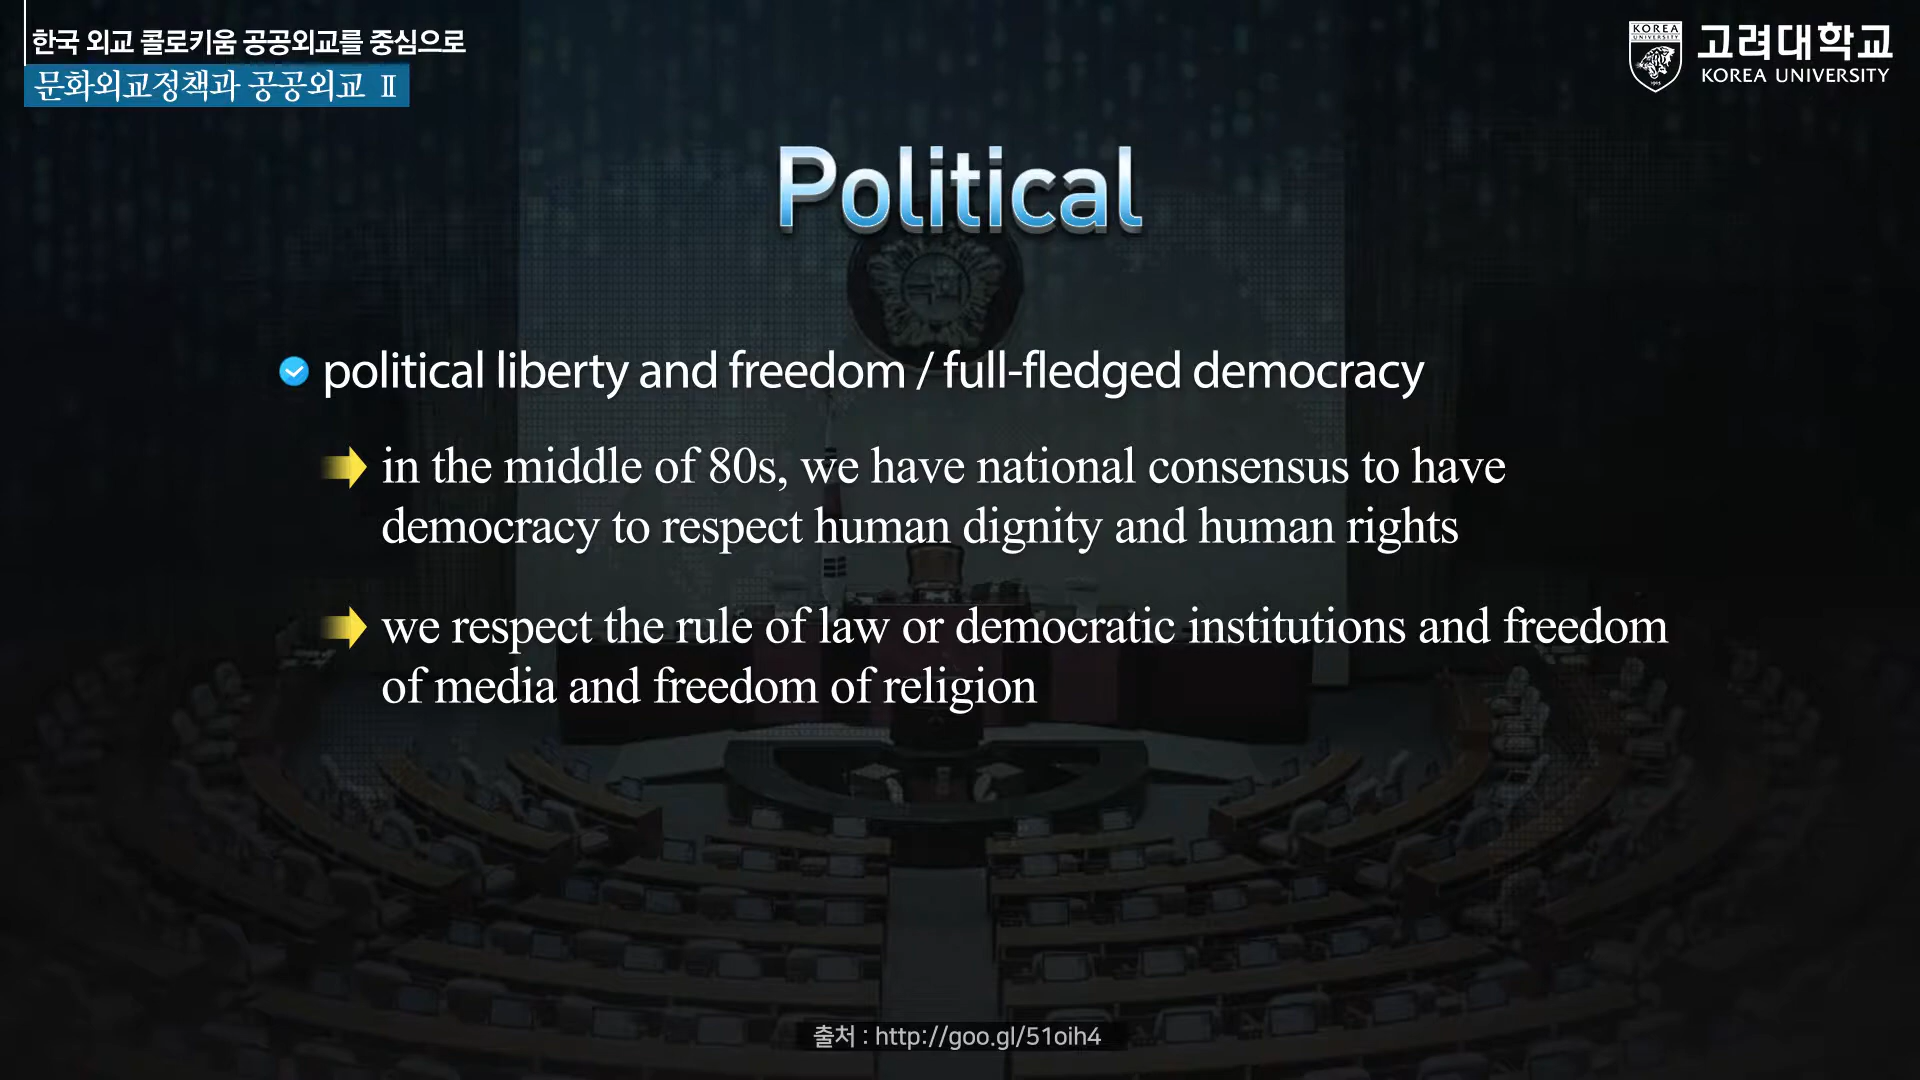 한국 외교 콜로키움 공공외교를 중심으로
문화외교정책과 공공외교 Ⅱ
KOREA
UNIVERSITY
1905
고려대학교
KOREA UNIVERSITY
Political
political liberty and freedom / full-fledged democracy
in the middle of 80s, we have national consensus to have
democracy to respect human dignity and human rights
we respect the rule of law or democratic institutions and freedom
of media and freedom of religion
출처 : http://goo.gl/51oih4